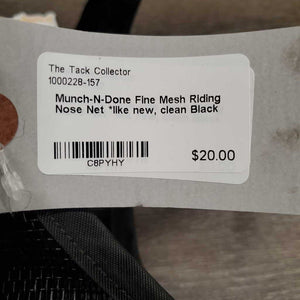 The Tack Collector
1000228-157
Munch-N-Done Fine Mesh Riding
Nose Net *like new, clean Black
$20.00
C8PYHY